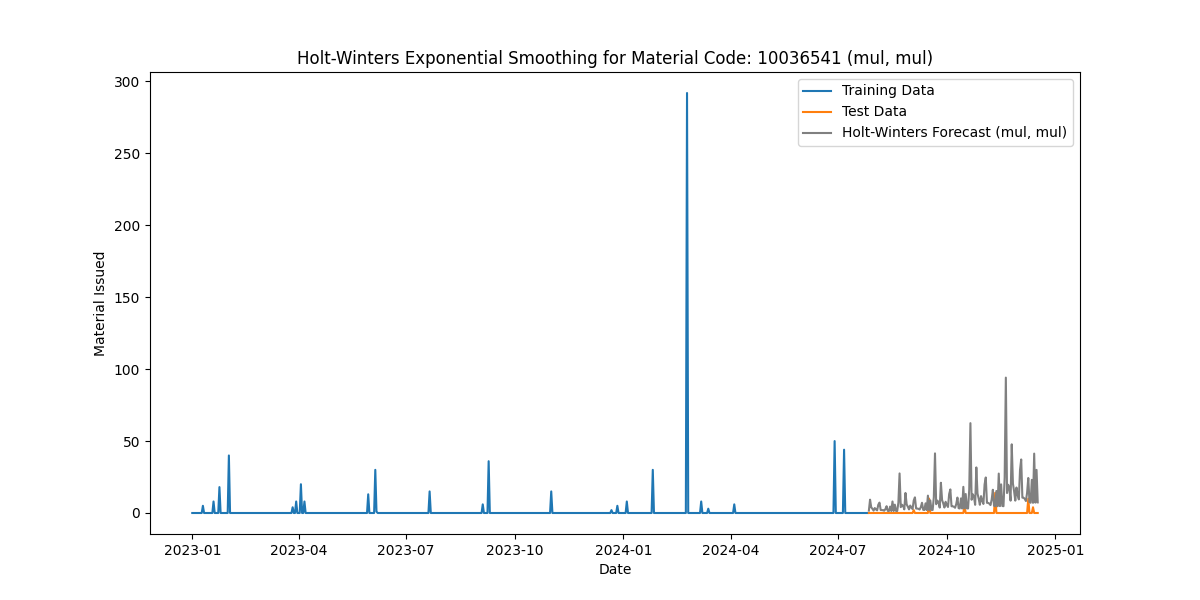 Holt-Winters Exponential Smoothing for Material Code: 10036541 (mul, mul)
300
250
200
150
100
50
0
Material Issued
Training Data
Test Data
Holt-Winters Forecast (mul, mul)
2023-01 2023-04 2023-07 2023-10 2024-01 2024-04 2024-07 2024-10 2025-01
Date